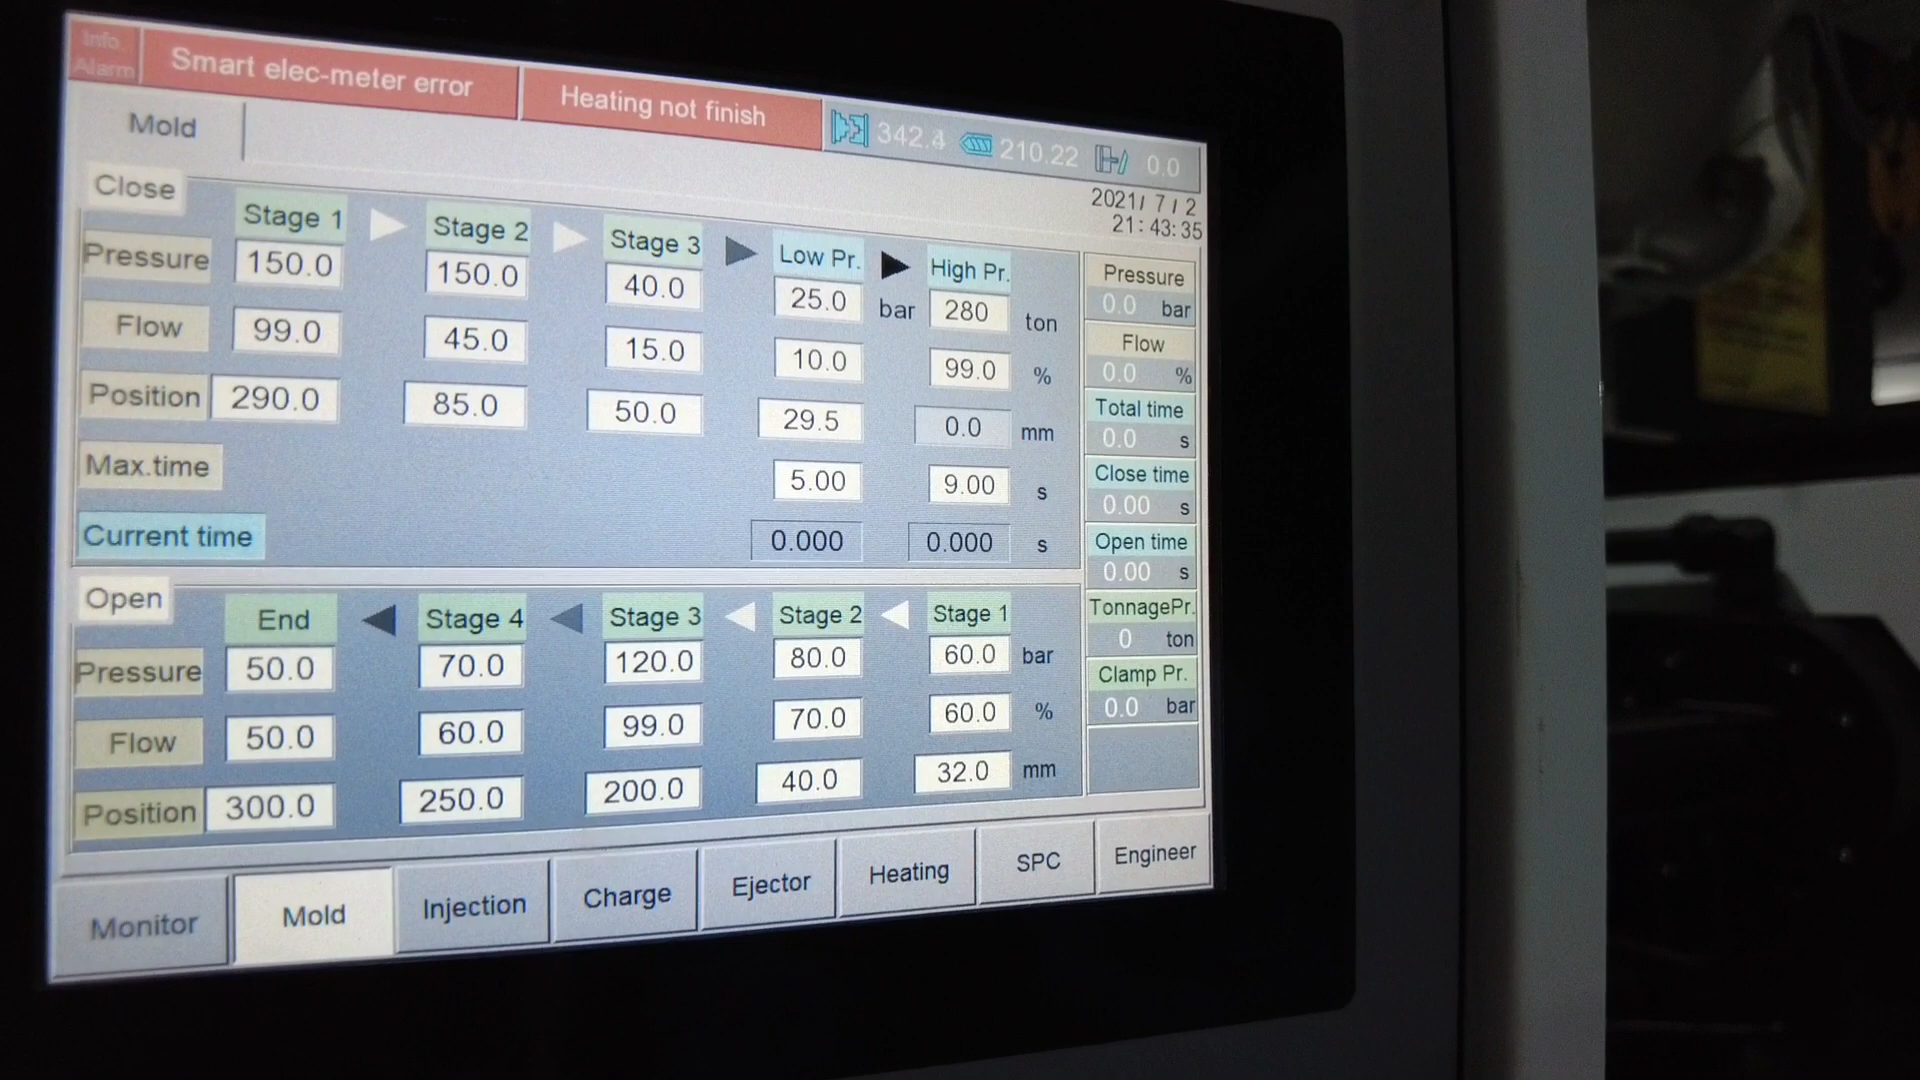 Info Alarm
Smart elec-meter error
Heating not finish
342.4 210.22 0.0
Mold
2021/ 7/ 2
21:43:35
Close
Stage 1 Stage 2 Stage 3 Low Pr. High Pr.
Pressure 150.0 150.0 40.0 25.0 bar 280 ton
Flow 99.0 45.0 15.0 10.0 99.0 %
Position 290.0 85.0 50.0 29.5 0.0 mm
Max.time 5.00 9.00 s
Current time 0.000 0.000 s
Open
End Stage 4 Stage 3 Stage 2 Stage 1
Pressure 50.0 70.0 120.0 80.0 60.0 bar
Flow 50.0 60.0 99.0 70.0 60.0 %
Position 300.0 250.0 200.0 40.0 32.0 mm
Pressure
0.0 bar
Flow
0.0 %
Total time
0.0 s
Close time
0.00 s
Open time
0.00 s
TonnagePr.
0 ton
Clamp Pr.
0.0 bar
Monitor Mold Injection Charge Ejector Heating SPC Engineer